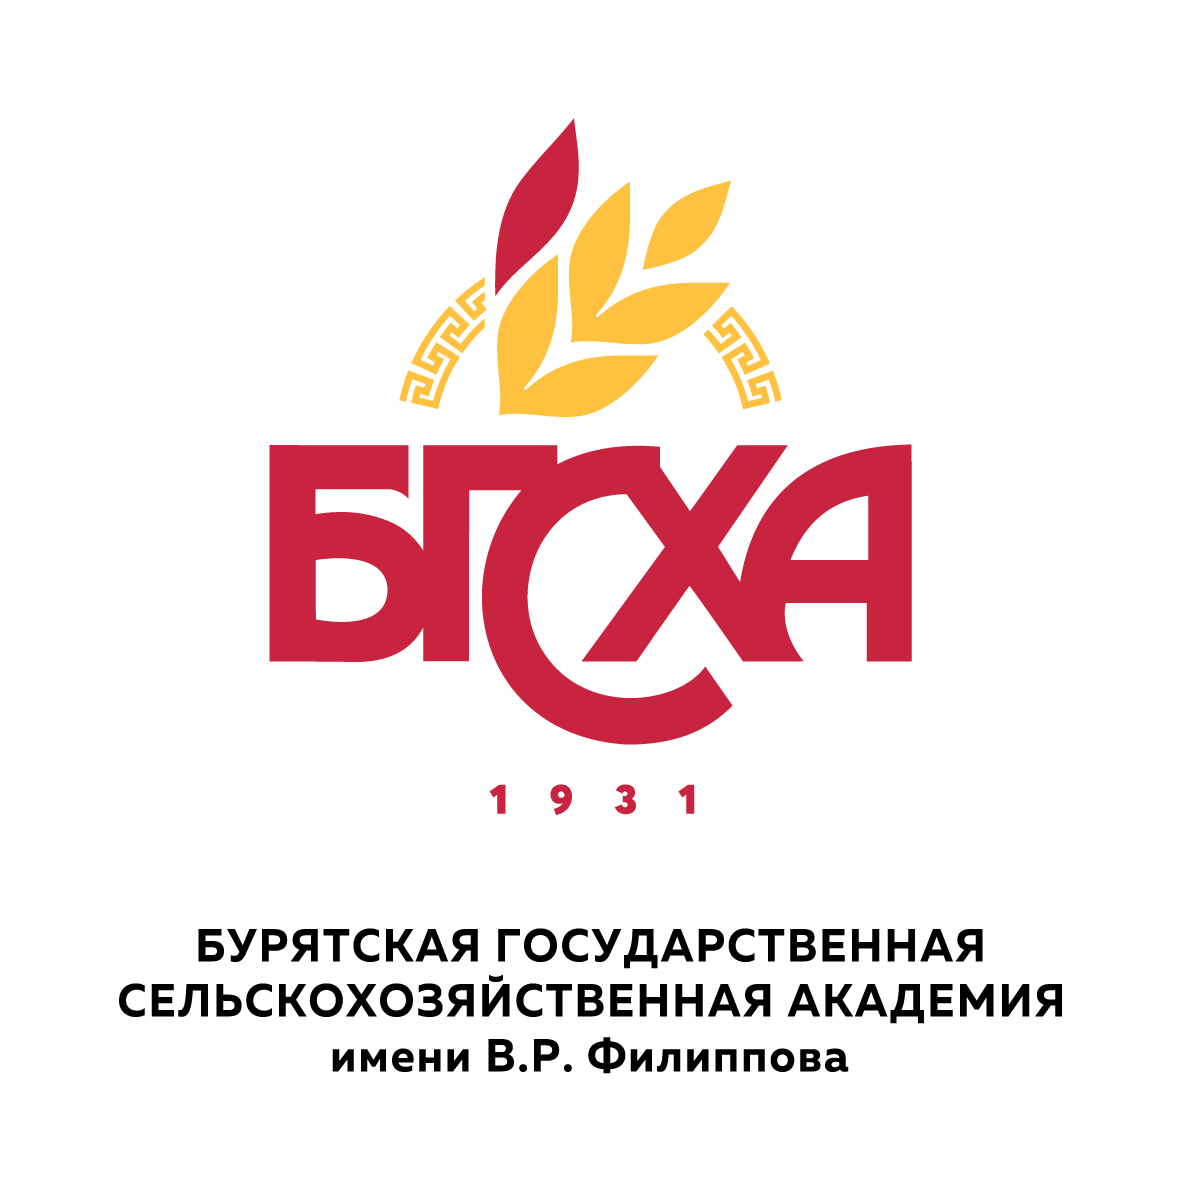 БГСХА
1931
БУРЯТСКАЯ ГОСУДАРСТВЕННАЯ
СЕЛЬСКОХОЗЯЙСТВЕННАЯ АКАДЕМИЯ
имени В.Р. Филиппова